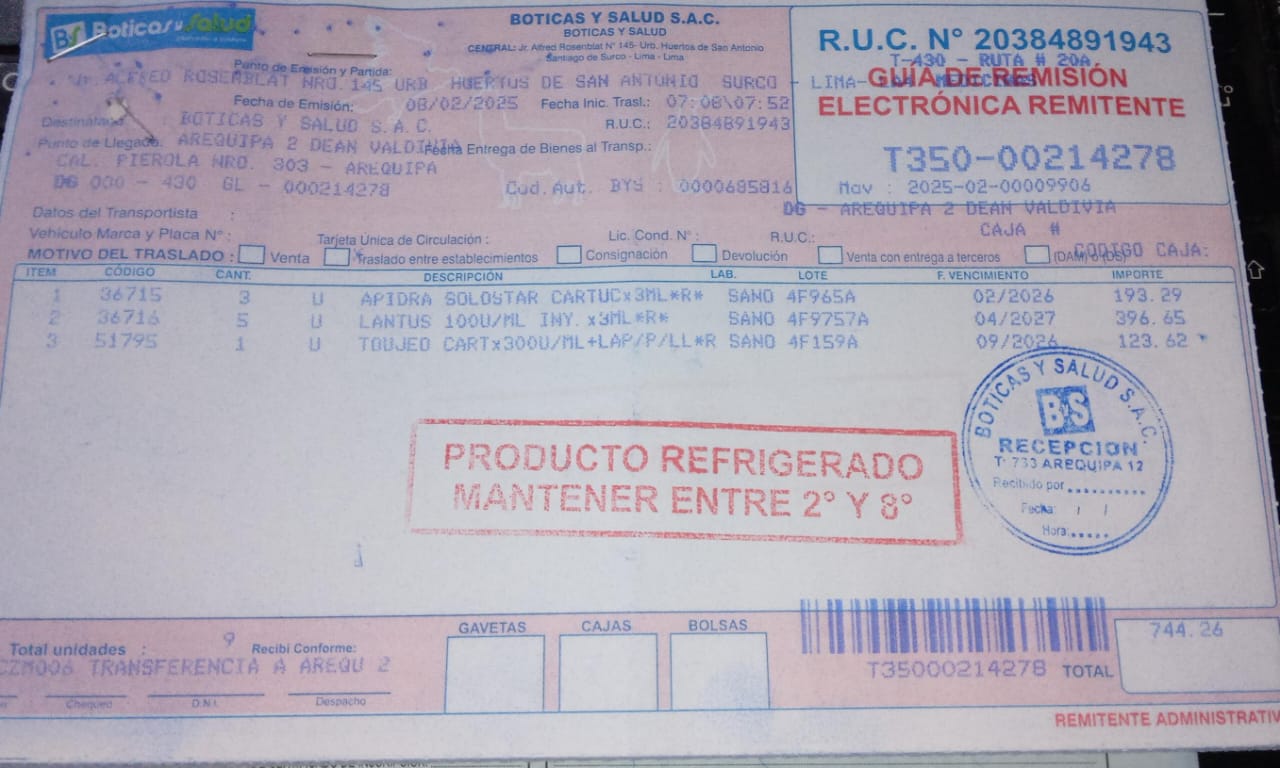 BS Boticas y Salud
BOTICAS Y SALUD S.A.C.
BOTICAS Y SALUD
CENTRAL: Jr. Alfred Rosenblat N° 145- Urb. Huertos de San Antonio
Santiago de Surco - Lima - Lima
R.U.C. N° 20384891943
T-430 - RUTA # 20A
GUIA DE REMISIÓN
ELECTRÓNICA REMITENTE
T350-00214278
Mov : 2025-02-00009906
Punto de Emisión y Partida:
Jr ALFRED ROSENBLAT NRO.145 URB HUERTOS DE SAN ANTONIO SURCO - LIMA-
Fecha de Emisión: 08/02/2025 Fecha Inic. Trasl.: 07:08\07:52
Destinatario : BOTICAS Y SALUD S.A.C. R.U.C.: 20384891943
Punto de Llegada: AREQUIPA 2 DEAN VALDIVIA Fecha Entrega de Bienes al Transp.:
CAL. PIEROLA NRO. 303 - AREQUIPA
DG 000 - 430 GL - 000214278 Cod.Aut. BYS : 0000685816
DG - AREQUIPA 2 DEAN VALDIVIA
Datos del Transportista :
CAJA #
Vehículo Marca y Placa N° : Tarjeta Única de Circulación : Lic. Cond. N° : R.U.C.:
CODIGO CAJA:
MOTIVO DEL TRASLADO : Venta Traslado entre establecimientos Consignación Devolución Venta con entrega a terceros
ITEM CÓDIGO CANT. DESCRIPCIÓN LAB. LOTE F. VENCIMIENTO IMPORTE
1 36715 3 U APIDRA SOLOSTAR CARTUCx3ML*R* SANO 4F965A 02/2026 193.29
2 36716 5 U LANTUS 100U/ML INY.x3ML*R* SANO 4F9757A 04/2027 396.65
3 51795 1 U TOUJEO CARTx300U/ML+LAP/P/LL*R SANO 4F159A 09/2026 123.62
BOTICAS Y SALUD S.A.C.
BS
RECEPCION
T- 733 AREQUIPA 12
Recibido por..........
Fecha: / /
Hora:.....
PRODUCTO REFRIGERADO
MANTENER ENTRE 2° Y 8°
Total unidades : 9 Recibí Conforme:
GAVETAS CAJAS BOLSAS
CZM006 TRANSFERENCIA A AREQU 2
T35000214278 TOTAL 744.26
Chequeo D.N.I. Despacho
REMITENTE ADMINISTRATIV